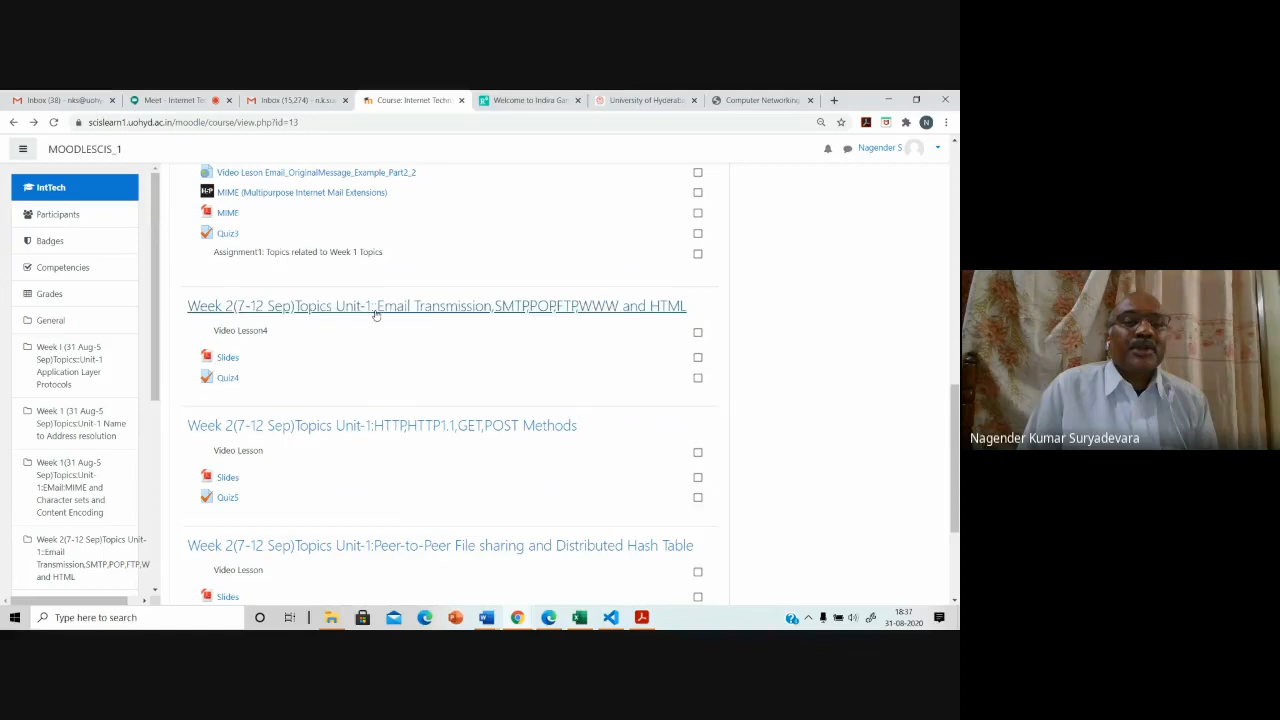 Inbox (38) - nks@uohy
Meet - Internet Te
Inbox (15,274) - n.k.su
Course: Internet Techn
Welcome to Indira Gan
University of Hyderaba
Computer Networking
scislearn1.uohyd.ac.in/moodle/course/view.php?id=13
N
MOODLESCIS_1
Nagender S
IntTech
Participants
Badges
Competencies
Grades
General
Week I (31 Aug-5
Sep)Topics::Unit-1
Application Layer
Protocols
Week 1 (31 Aug-5
Sep)Topics:Unit-1 Name
to Address resolution
Week 1(31 Aug-5
Sep)Topics:Unit-
1:EMail:MIME and
Character sets and
Content Encoding
Week 2(7-12 Sep)Topics Unit-
1::Email
Transmission,SMTP,POP,FTP,W
and HTML
Video Leson Email_OriginalMessage_Example_Part2_2
MIME (Multipurpose Internet Mail Extensions)
MIME
Quiz3
Assignment1: Topics related to Week 1 Topics
Week 2(7-12 Sep)Topics Unit-1::Email Transmission,SMTP,POP,FTP,WWW and HTML
Video Lesson4
Slides
Quiz4
Week 2(7-12 Sep)Topics Unit-1:HTTP,HTTP1.1,GET,POST Methods
Video Lesson
Slides
Quiz5
Week 2(7-12 Sep)Topics Unit-1:Peer-to-Peer File sharing and Distributed Hash Table
Video Lesson
Slides
Type here to search
18:37
31-08-2020
Nagender Kumar Suryadevara